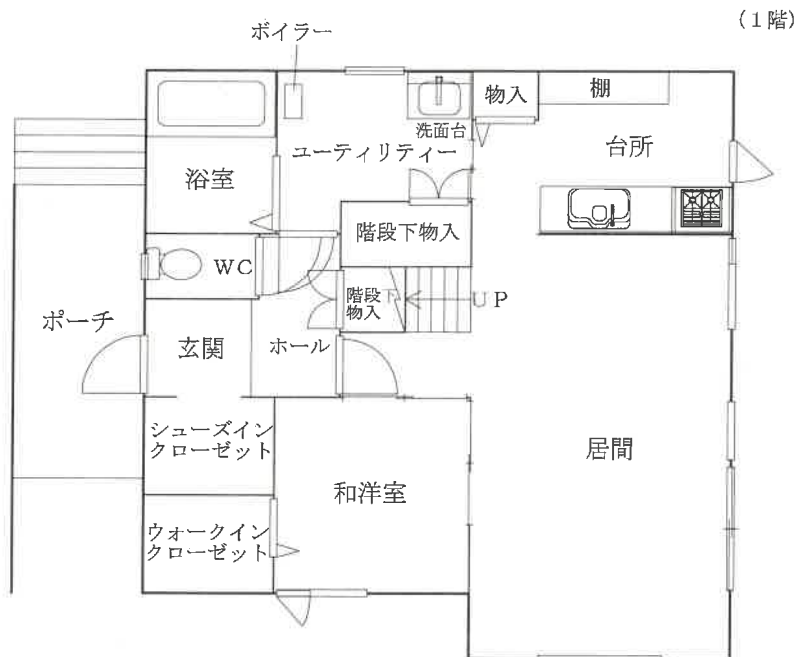 (1階)
ボイラー
物入
棚
洗面台
ユーティリティー
台所
浴室
階段下物入
WC
階段下
物入
UP
ポーチ
玄関
ホール
シューズイン
クローゼット
居間
和洋室
ウォークイン
クローゼット